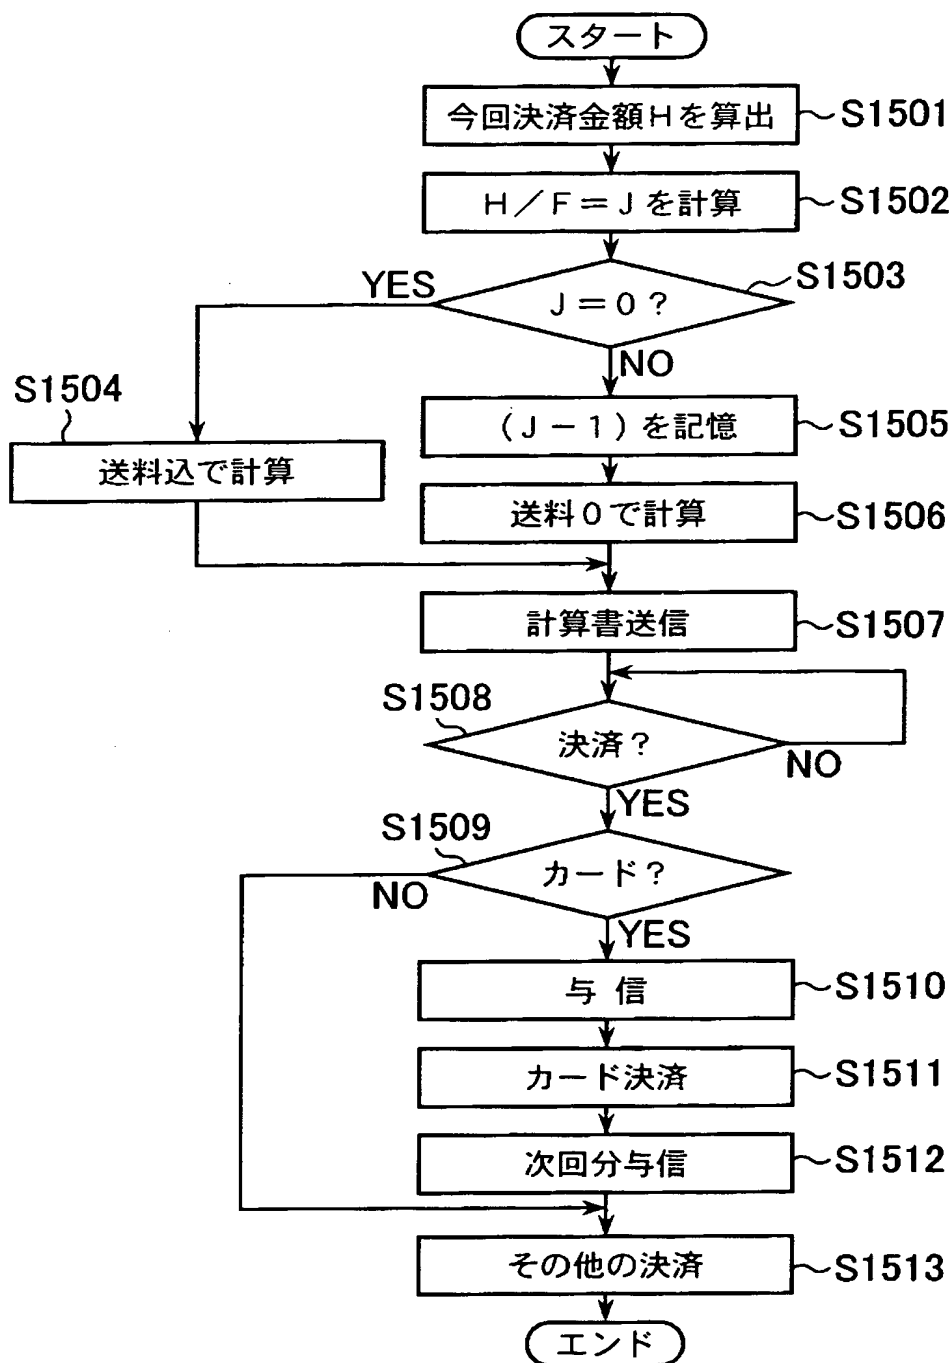 スタート
今回決済金額Hを算出
S1501
H/F=Jを計算
S1502
J=0?
S1503
YES
NO
S1504
送料込で計算
(J-1)を記憶
S1505
送料0で計算
S1506
計算書送信
S1507
S1508
決済?
NO
YES
S1509
カード?
NO
YES
与 信
S1510
カード決済
S1511
次回分与信
S1512
その他の決済
S1513
エンド